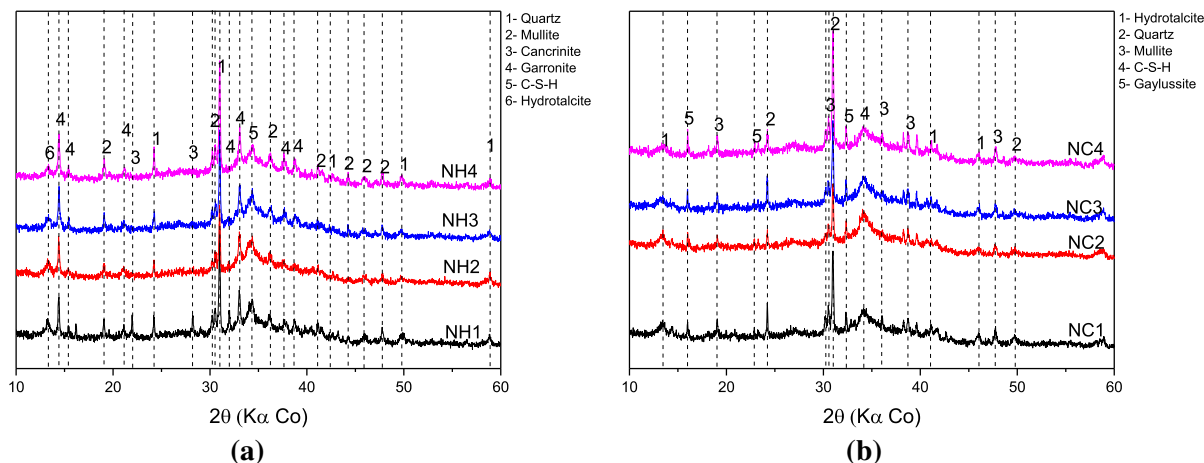 1- Quartz
2- Mullite
3- Cancrinite
4- Garronite
5- C-S-H
6- Hydrotalcite
1
4
2
4
5
2
4
4
6
4
2
4
3
1
3
4
2
1
2
2
2
1
1
NH4
NH3
NH2
NH1
10
20
30
40
50
60
2θ (Kα Co)
(a)
1- Hydrotalcite
2- Quartz
3- Mullite
4- C-S-H
5- Gaylussite
2
1
5
3
5
2
3
5
4
3
3
1
1
3
2
NC4
NC3
NC2
NC1
10
20
30
40
50
60
2θ (Kα Co)
(b)